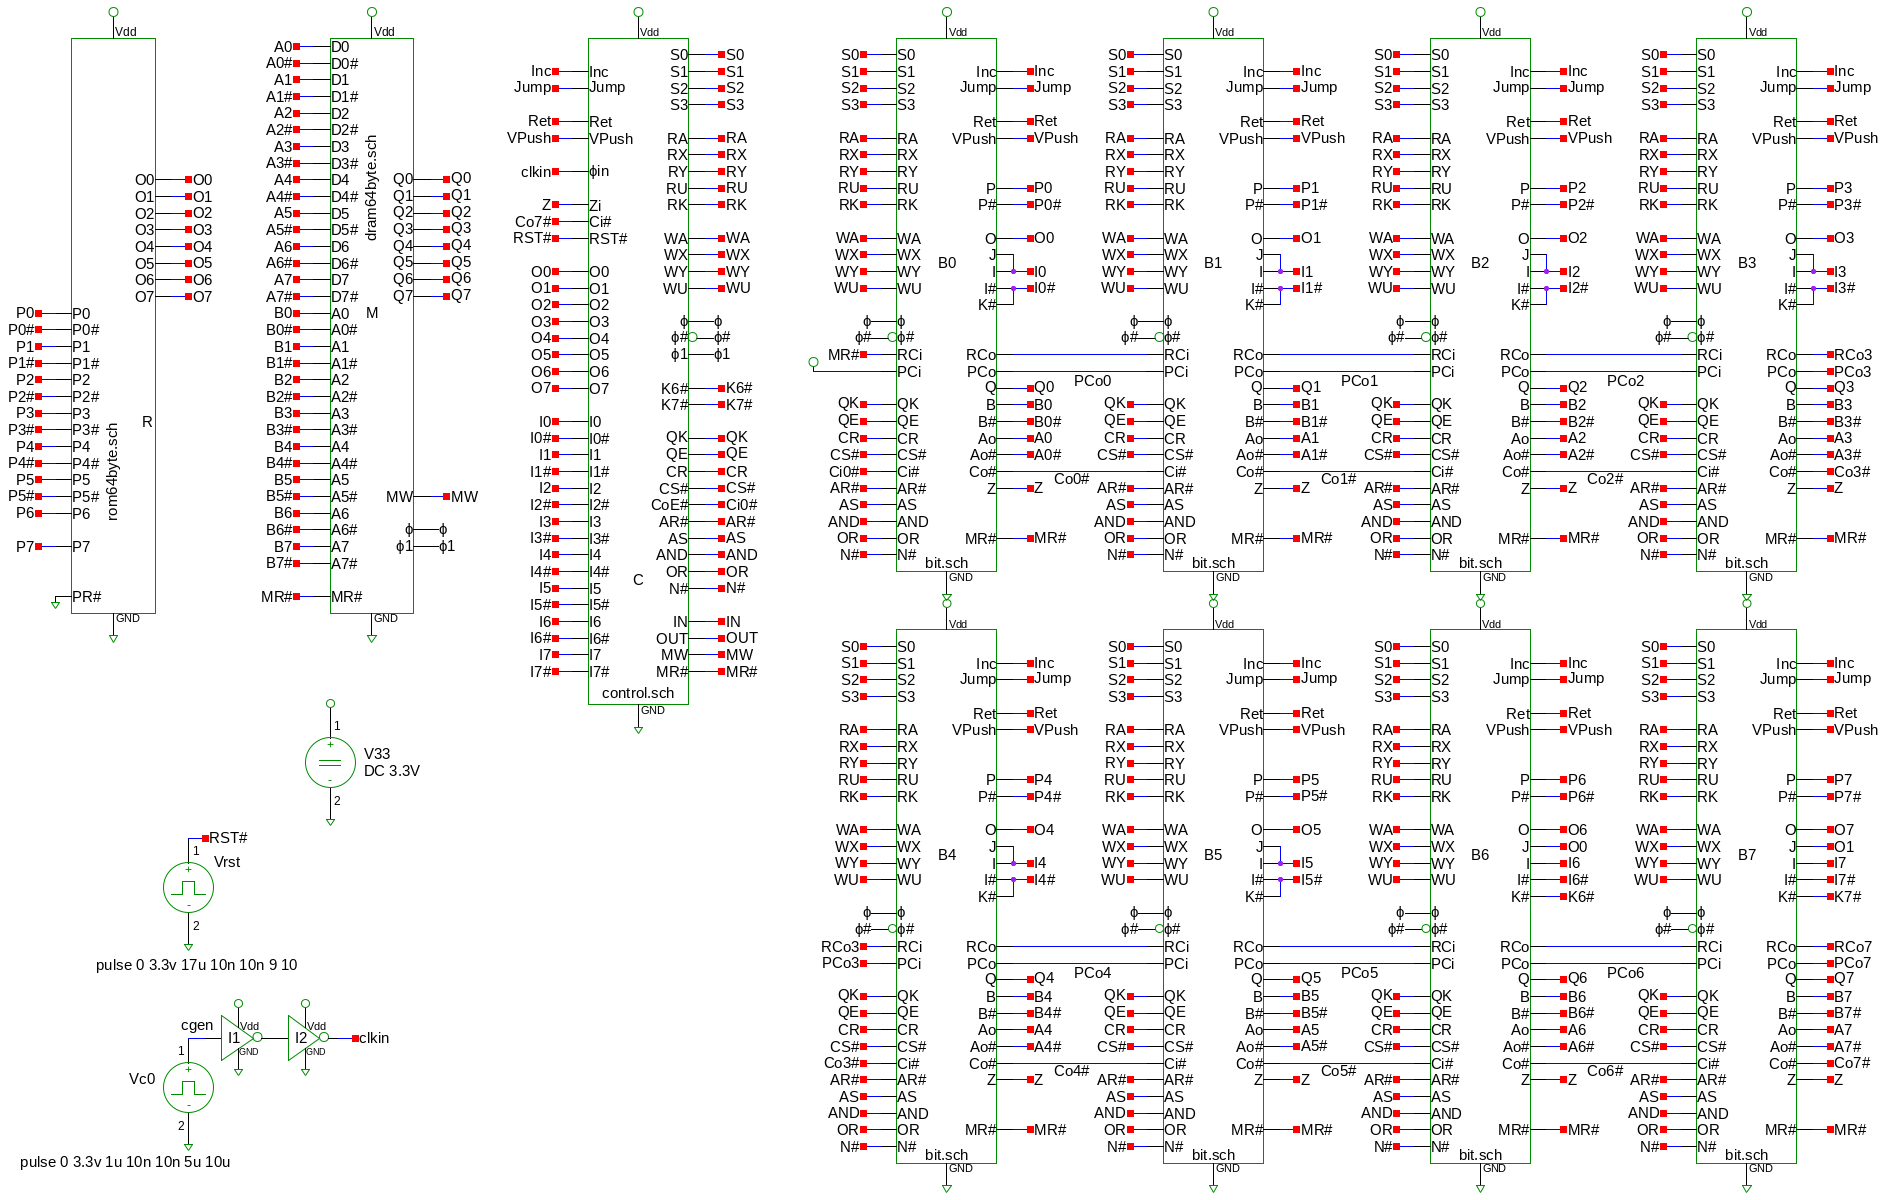 Vdd
O0 O0
O1 O1
O2 O2
O3 O3
O4 O4
O5 O5
O6 O6
O7 O7
P0 P0
P0# P0#
P1 P1
P1# P1#
P2 P2
P2# P2#
P3 P3
P3# P3#
P4 P4
P4# P4#
P5 P5
P5# P5#
P6 P6
P7 P7
PR#
R
rom64byte.sch
GND
Vdd
A0 D0
A0# D0#
A1 D1
A1# D1#
A2 D2
A2# D2#
A3 D3
A3# D3#
A4 D4 Q0 Q0
A4# D4# Q1 Q1
A5 D5 Q2 Q2
A5# D5# Q3 Q3
A6 D6 Q4 Q4
A6# D6# Q5 Q5
A7 D7 Q6 Q6
A7# D7# Q7 Q7
B0 A0 M
B0# A0#
B1 A1
B1# A1#
B2 A2
B2# A2#
B3 A3
B3# A3#
B4 A4
B4# A4#
B5 A5
B5# A5# MW MW
B6 A6
B6# A6# ϕ ϕ
B7 A7 ϕ1 ϕ1
B7# A7#
MR# MR#
dram64byte.sch
GND
Vdd
S0 S0
Inc Inc S1 S1
Jump Jump S2 S2
S3 S3
Ret Ret
VPush VPush RA RA
RX RX
clkin ϕin RY RY
RU RU
Z Zi RK RK
Co7# Ci#
RST# RST# WA WA
WX WX
O0 O0 WY WY
O1 O1 WU WU
O2 O2
O3 O3 ϕ ϕ
O4 O4 ϕ# ϕ#
O5 O5 ϕ1 ϕ1
O6 O6
O7 O7 K6# K6#
K7# K7#
I0 I0
I0# I0# QK QK
I1 I1 QE QE
I1# I1# CR CR
I2 I2 CS# CS#
I2# I2# CoE# Ci0#
I3 I3 AR# AR#
I3# I3# AS AS
I4 I4 AND AND
I4# I4# OR OR
I5 I5 N# N#
I5# I5#
I6 I6 IN IN
I6# I6# OUT OUT
I7 I7 MW MW
I7# I7# MR# MR#
C
control.sch
GND
Vdd
S0 S0
S1 S1 Inc Inc
S2 S2 Jump Jump
S3 S3
Ret Ret
RA RA VPush VPush
RX RX
RY RY
RU RU P P0
RK RK P# P0#
WA WA O O0
WX WX B0 J
WY WY I I0
WU WU I# I0#
K#
ϕ ϕ
ϕ# ϕ#
MR# RCi RCo
PCi PCo PCo0
Q Q0
QK QK B B0
QE QE B# B0#
CR CR Ao A0
CS# CS# Ao# A0#
Ci0# Ci# Co# Co0#
AR# AR# Z Z
AS AS
AND AND
OR OR MR# MR#
N# N#
bit.sch
GND
Vdd
S0 S0
S1 S1 Inc Inc
S2 S2 Jump Jump
S3 S3
Ret Ret
RA RA VPush VPush
RX RX
RY RY
RU RU P P1
RK RK P# P1#
WA WA O O1
WX WX B1 J
WY WY I I1
WU WU I# I1#
K#
ϕ ϕ
ϕ# ϕ#
RCi RCo
PCi PCo PCo1
Q Q1
QK QK B B1
QE QE B# B1#
CR CR Ao A1
CS# CS# Ao# A1#
Ci# Co# Co1#
AR# AR# Z Z
AS AS
AND AND
OR OR MR# MR#
N# N#
bit.sch
GND
Vdd
S0 S0
S1 S1 Inc Inc
S2 S2 Jump Jump
S3 S3
Ret Ret
RA RA VPush VPush
RX RX
RY RY
RU RU P P2
RK RK P# P2#
WA WA O O2
WX WX B2 J
WY WY I I2
WU WU I# I2#
K#
ϕ ϕ
ϕ# ϕ#
RCi RCo
PCi PCo PCo2
Q Q2
QK QK B B2
QE QE B# B2#
CR CR Ao A2
CS# CS# Ao# A2#
Ci# Co# Co2#
AR# AR# Z Z
AS AS
AND AND
OR OR MR# MR#
N# N#
bit.sch
GND
Vdd
S0 S0
S1 S1 Inc Inc
S2 S2 Jump Jump
S3 S3
Ret Ret
RA RA VPush VPush
RX RX
RY RY
RU RU P P3
RK RK P# P3#
WA WA O O3
WX WX B3 J
WY WY I I3
WU WU I# I3#
K#
ϕ ϕ
ϕ# ϕ#
RCi RCo RCo3
PCi PCo PCo3
Q Q3
QK QK B B3
QE QE B# B3#
CR CR Ao A3
CS# CS# Ao# A3#
Ci# Co# Co3#
AR# AR# Z Z
AS AS
AND AND
OR OR MR# MR#
N# N#
bit.sch
GND
Vdd
S0 S0
S1 S1 Inc Inc
S2 S2 Jump Jump
S3 S3
Ret Ret
RA RA VPush VPush
RX RX
RY RY
RU RU P P4
RK RK P# P4#
WA WA O O4
WX WX B4 J
WY WY I I4
WU WU I# I4#
K#
ϕ ϕ
ϕ# ϕ#
RCo3 RCi RCo
PCo3 PCi PCo PCo4
Q Q4
QK QK B B4
QE QE B# B4#
CR CR Ao A4
CS# CS# Ao# A4#
Co3# Ci# Co# Co4#
AR# AR# Z Z
AS AS
AND AND
OR OR MR# MR#
N# N#
bit.sch
GND
Vdd
S0 S0
S1 S1 Inc Inc
S2 S2 Jump Jump
S3 S3
Ret Ret
RA RA VPush VPush
RX RX
RY RY
RU RU P P5
RK RK P# P5#
WA WA O O5
WX WX B5 J
WY WY I I5
WU WU I# I5#
K#
ϕ ϕ
ϕ# ϕ#
RCi RCo
PCi PCo PCo5
Q Q5
QK QK B B5
QE QE B# B5#
CR CR Ao A5
CS# CS# Ao# A5#
Ci# Co# Co5#
AR# AR# Z Z
AS AS
AND AND
OR OR MR# MR#
N# N#
bit.sch
GND
Vdd
S0 S0
S1 S1 Inc Inc
S2 S2 Jump Jump
S3 S3
Ret Ret
RA RA VPush VPush
RX RX
RY RY
RU RU P P6
RK RK P# P6#
WA WA O O6
WX WX B6 J O0
WY WY I I6
WU WU I# I6#
K# K6#
ϕ ϕ
ϕ# ϕ#
RCi RCo
PCi PCo PCo6
Q Q6
QK QK B B6
QE QE B# B6#
CR CR Ao A6
CS# CS# Ao# A6#
Ci# Co# Co6#
AR# AR# Z Z
AS AS
AND AND
OR OR MR# MR#
N# N#
bit.sch
GND
Vdd
S0 S0
S1 S1 Inc Inc
S2 S2 Jump Jump
S3 S3
Ret Ret
RA RA VPush VPush
RX RX
RY RY
RU RU P P7
RK RK P# P7#
WA WA O O7
WX WX B7 J O1
WY WY I I7
WU WU I# I7#
K# K7#
ϕ ϕ
ϕ# ϕ#
RCi RCo RCo7
PCi PCo PCo7
Q Q7
QK QK B B7
QE QE B# B7#
CR CR Ao A7
CS# CS# Ao# A7#
Ci# Co# Co7#
AR# AR# Z Z
AS AS
AND AND
OR OR MR# MR#
N# N#
bit.sch
GND
1
+
V33
DC 3.3V
-
2
RST#
1
Vrst
+
-
2
pulse 0 3.3v 17u 10n 10n 9 10
cgen
I1 Vdd GND
I2 Vdd GND
clkin
1
Vc0
+
-
2
pulse 0 3.3v 1u 10n 10n 5u 10u